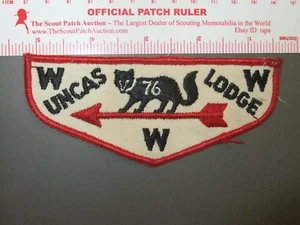 OFFICIAL PATCH RULER
The Scout Patch Auction - The Largest Dealer of Scouting Memorabilia in the World
www.TheScoutPatchAuction.com
Ebay ID: tspa
W W
UNCAS LODGE
76
W